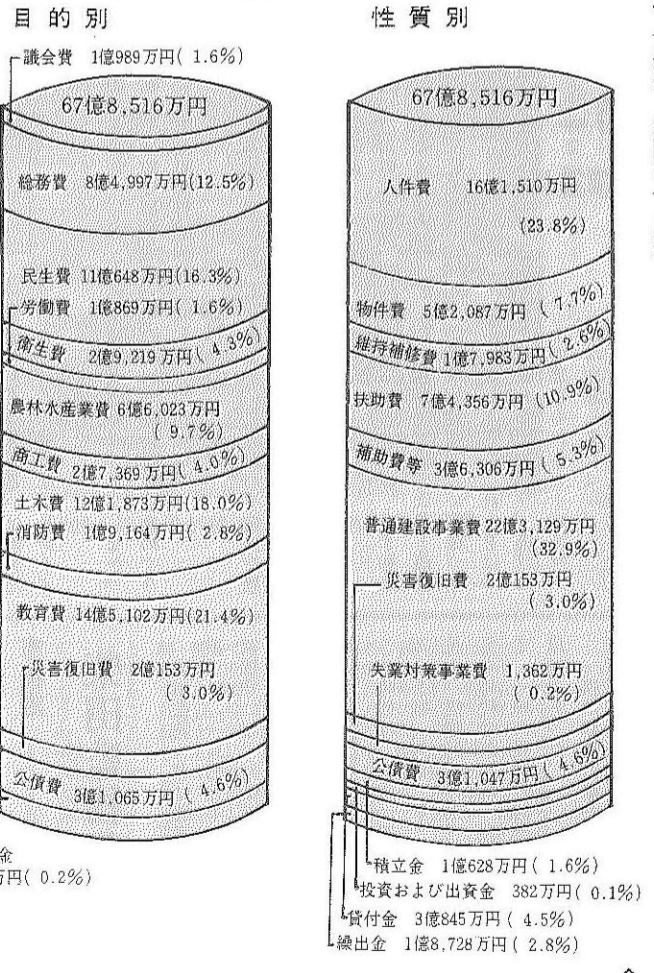 目的別
議会費 1億989万円( 1.6%)
67億8,516万円
総務費 8億4,997万円(12.5%)
民生費 11億648万円(16.3%)
労働費 1億869万円( 1.6%)
衛生費 2億9,219万円( 4.3%)
農林水産業費 6億6,023万円
( 9.7%)
商工費 2億7,369万円( 4.0%)
土木費 12億1,873万円(18.0%)
消防費 1億9,164万円( 2.8%)
教育費 14億5,102万円(21.4%)
災害復旧費 2億153万円
( 3.0%)
公債費 3億1,065万円( 4.6%)
金
万円( 0.2%)
性質別
67億8,516万円
人件費 16億1,510万円
(23.8%)
物件費 5億2,087万円( 7.7%)
維持補修費 1億7,983万円( 2.6%)
扶助費 7億4,356万円(10.9%)
補助費等 3億6,306万円( 5.3%)
普通建設事業費 22億3,129万円
(32.9%)
災害復旧費 2億153万円
( 3.0%)
失業対策事業費 1,362万円
( 0.2%)
公債費 3億1,047万円( 4.6%)
積立金 1億628万円( 1.6%)
投資および出資金 382万円( 0.1%)
貸付金 3億845万円( 4.5%)
繰出金 1億8,728万円( 2.8%)